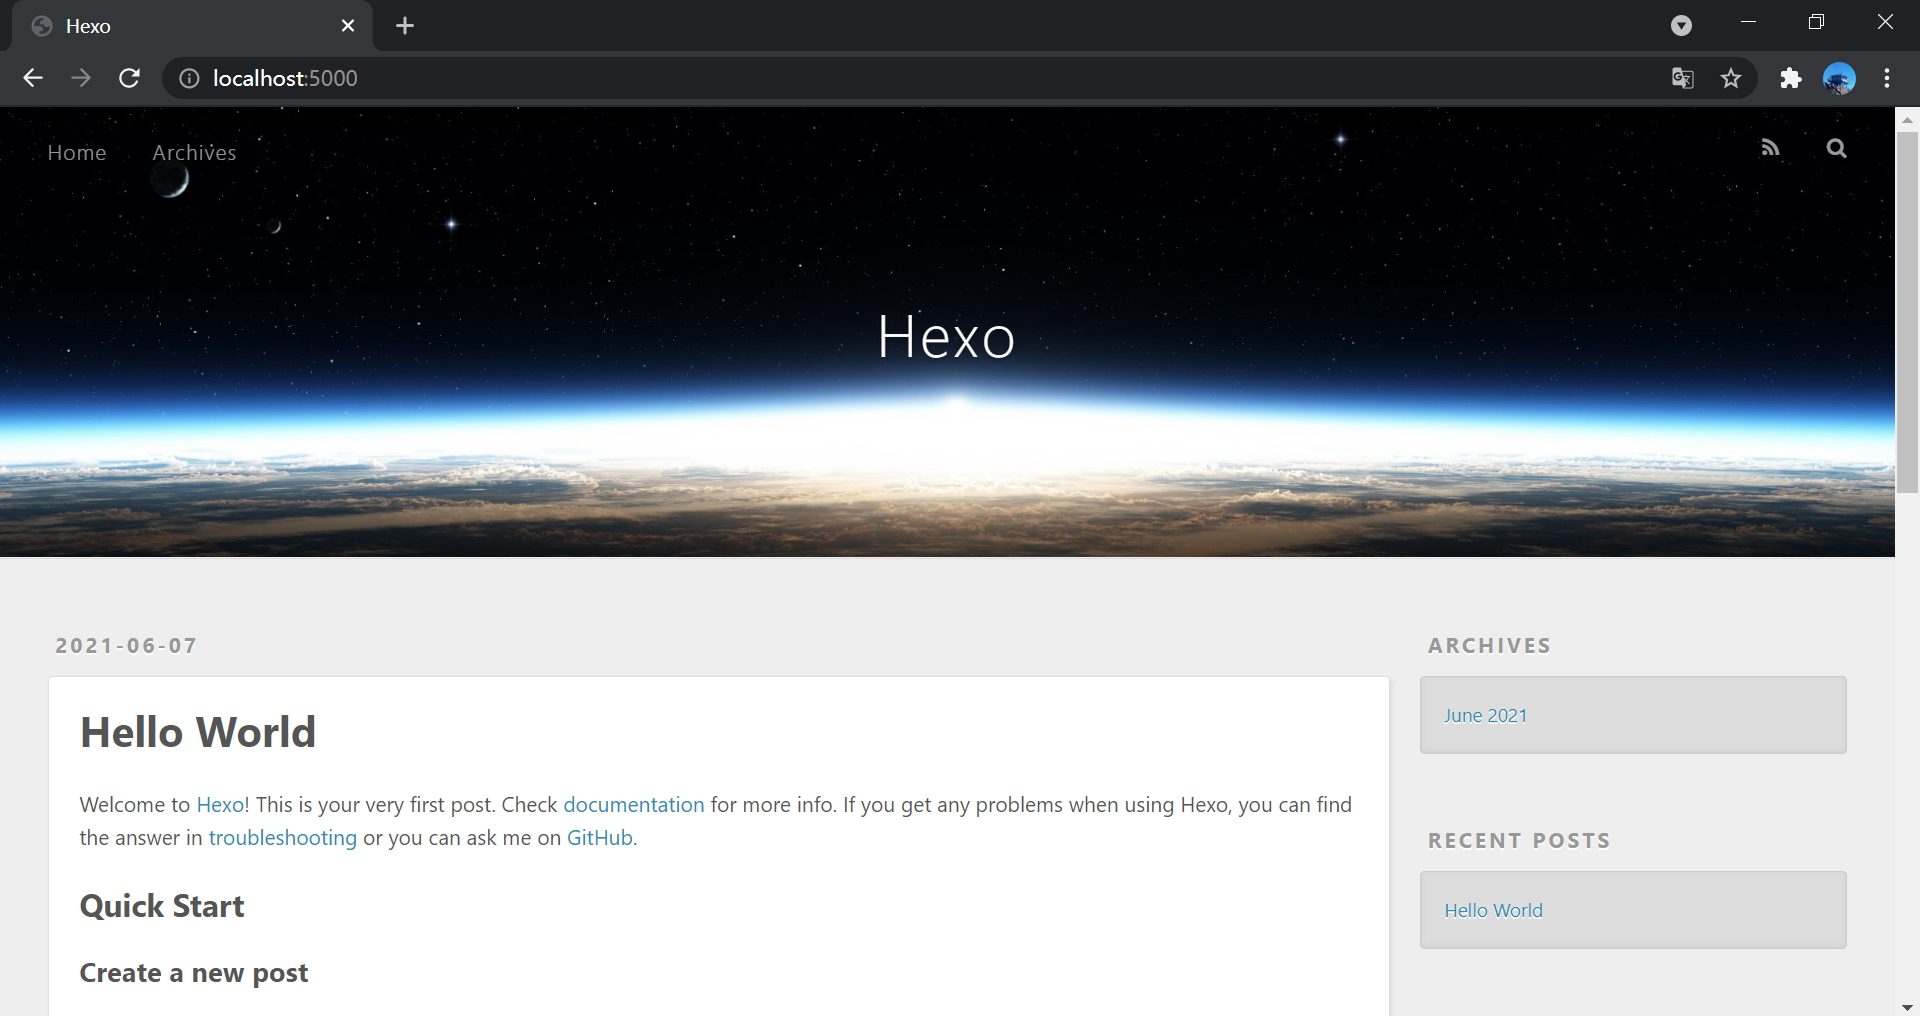 Hexo
localhost:5000
Home Archives
Hexo
2021-06-07
Hello World
Welcome to Hexo! This is your very first post. Check documentation for more info. If you get any problems when using Hexo, you can find
the answer in troubleshooting or you can ask me on GitHub.
Quick Start
Create a new post
ARCHIVES
June 2021
RECENT POSTS
Hello World